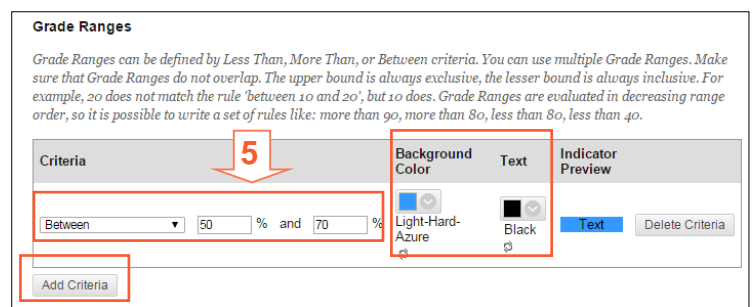 Grade Ranges
Grade Ranges can be defined by Less Than, More Than, or Between criteria. You can use multiple Grade Ranges. Make
sure that Grade Ranges do not overlap. The upper bound is always exclusive, the lesser bound is always inclusive. For
example, 20 does not match the rule 'between 10 and 20', but 10 does. Grade Ranges are evaluated in decreasing range
order, so it is possible to write a set of rules like: more than 90, more than 80, less than 80, less than 40.
Criteria 5 Background Color Text Indicator Preview
Between 50 % and 70 % Light-Hard-Azure Black Text Delete Criteria
Add Criteria